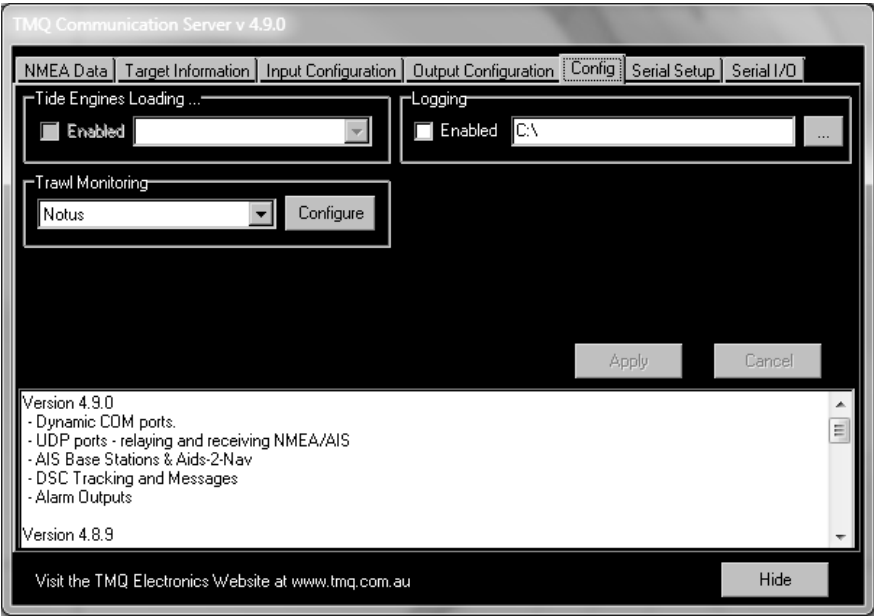 TMQ Communication Server v 4.9.0
NMEA Data Target Information Input Configuration Output Configuration Config Serial Setup Serial I/O
Tide Engines Loading ...
Enabled
Logging
Enabled C:\ ...
Trawl Monitoring
Notus Configure
Apply Cancel
Version 4.9.0
- Dynamic COM ports.
- UDP ports - relaying and receiving NMEA/AIS
- AIS Base Stations & Aids-2-Nav
- DSC Tracking and Messages
- Alarm Outputs
Version 4.8.9
Visit the TMQ Electronics Website at www.tmq.com.au Hide